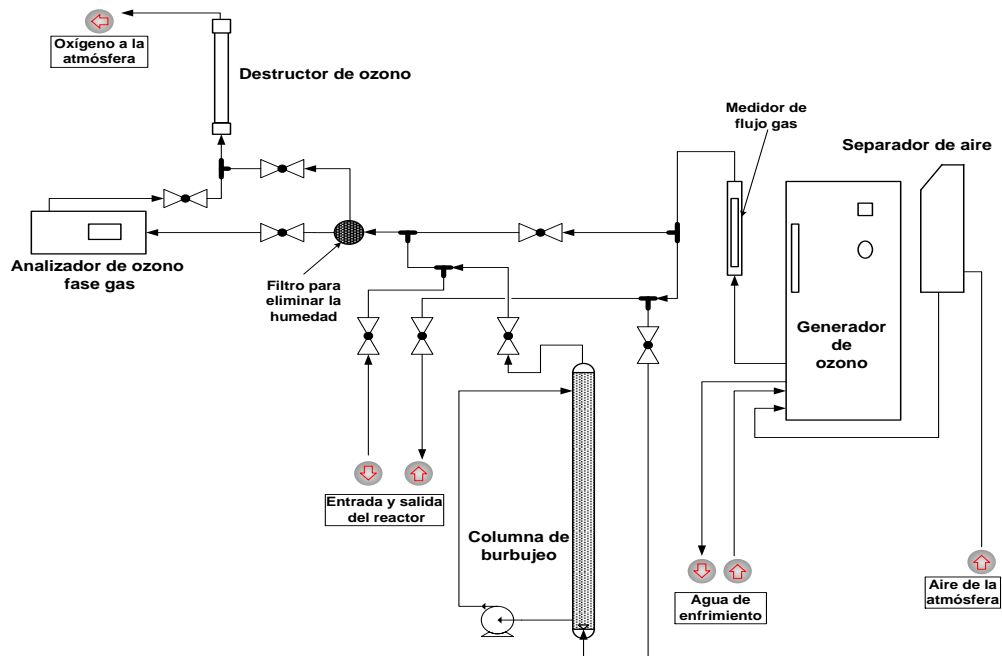 Oxígeno a la
atmósfera
Destructor de ozono
Medidor de
flujo gas
Separador de aire
Analizador de ozono
fase gas
Filtro para
eliminar la
humedad
Generador
de
ozono
Entrada y salida
del reactor
Columna de
burbujeo
Agua de
enfrimiento
Aire de la
atmósfera